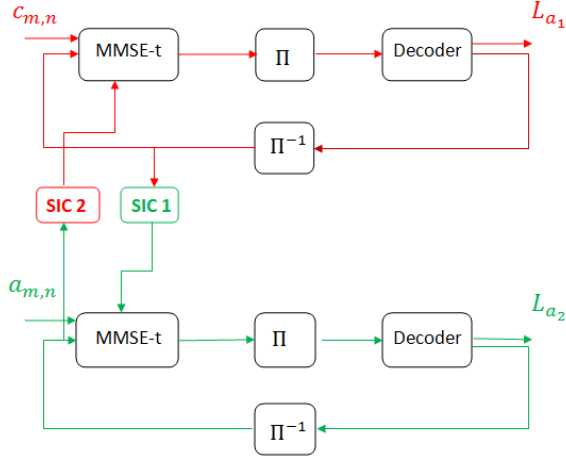 c_{m,n}
L_{a_1}
MMSE-t
Π
Decoder
Π^{-1}
SIC 2
SIC 1
a_{m,n}
L_{a_2}
MMSE-t
Π
Decoder
Π^{-1}